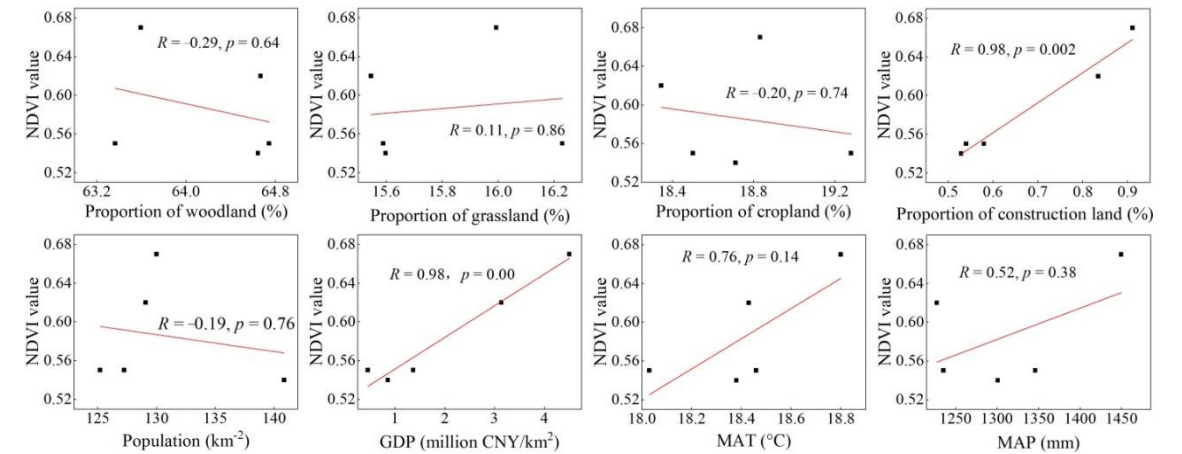 0.68
0.64
0.60
0.56
0.52
NDVI value
R = –0.29, p = 0.64
63.2 64.0 64.8
Proportion of woodland (%)
0.68
0.64
0.60
0.56
0.52
NDVI value
R = 0.11, p = 0.86
15.6 16.0 16.2
Proportion of grassland (%)
0.68
0.64
0.60
0.56
0.52
NDVI value
R = –0.20, p = 0.74
18.4 18.8 19.2
Proportion of cropland (%)
0.68
0.64
0.60
0.56
0.52
NDVI value
R = 0.98, p = 0.002
0.5 0.6 0.7 0.8 0.9
Proportion of construction land (%)
0.68
0.64
0.60
0.56
0.52
NDVI value
R = –0.19, p = 0.76
125 130 135 140
Population (km-2)
0.68
0.64
0.60
0.56
0.52
NDVI value
R = 0.98, p = 0.00
1 2 3 4
GDP (million CNY/km²)
0.68
0.64
0.60
0.56
0.52
NDVI value
R = 0.76, p = 0.14
18.0 18.2 18.4 18.6 18.8
MAT (°C)
0.68
0.64
0.60
0.56
0.52
NDVI value
R = 0.52, p = 0.38
1250 1300 1350 1400 1450
MAP (mm)